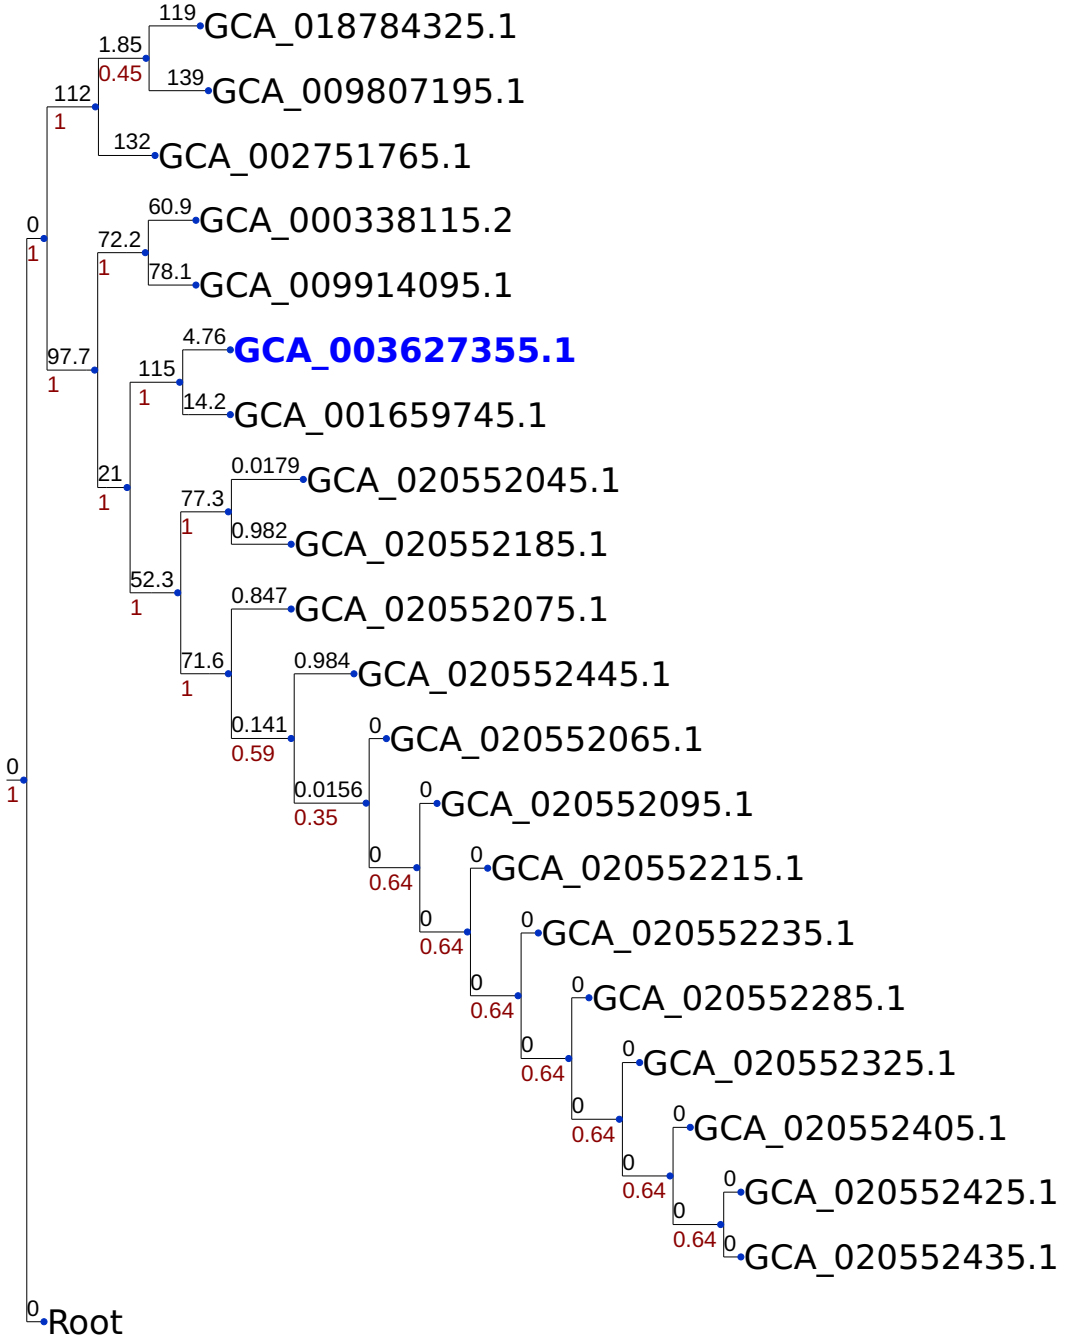 119
GCA_018784325.1
1.85
0.45
139
GCA_009807195.1
112
1
132
GCA_002751765.1
60.9
GCA_000338115.2
0
1
72.2
1
78.1
GCA_009914095.1
4.76
GCA_003627355.1
97.7
1
115
1
14.2
GCA_001659745.1
21
1
0.0179
GCA_020552045.1
77.3
1
0.982
GCA_020552185.1
52.3
1
0.847
GCA_020552075.1
71.6
1
0.984
GCA_020552445.1
0.141
0.59
0
GCA_020552065.1
0
1
0.0156
0.35
0
GCA_020552095.1
0
0.64
0
GCA_020552215.1
0
0.64
0
GCA_020552235.1
0
0.64
0
GCA_020552285.1
0
0.64
0
GCA_020552325.1
0
0.64
0
GCA_020552405.1
0
0.64
0
GCA_020552425.1
0
0.64
0
GCA_020552435.1
0
Root